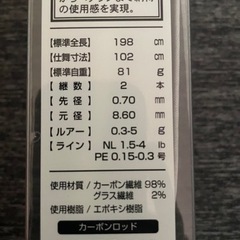 の使用感を実現。
【標準全長】 198 cm
【仕舞寸法】 102 cm
【標準自重】 81 g
【継数】 2 本
【先径】 0.70 mm
【元径】 8.60 mm
【ルアー】 0.3-5 g
【ライン】 NL 1.5-4 lb
PE 0.15-0.3 号
使用材質／カーボン繊維 98%
グラス繊維 2%
使用樹脂／エポキシ樹脂
カーボンロッド